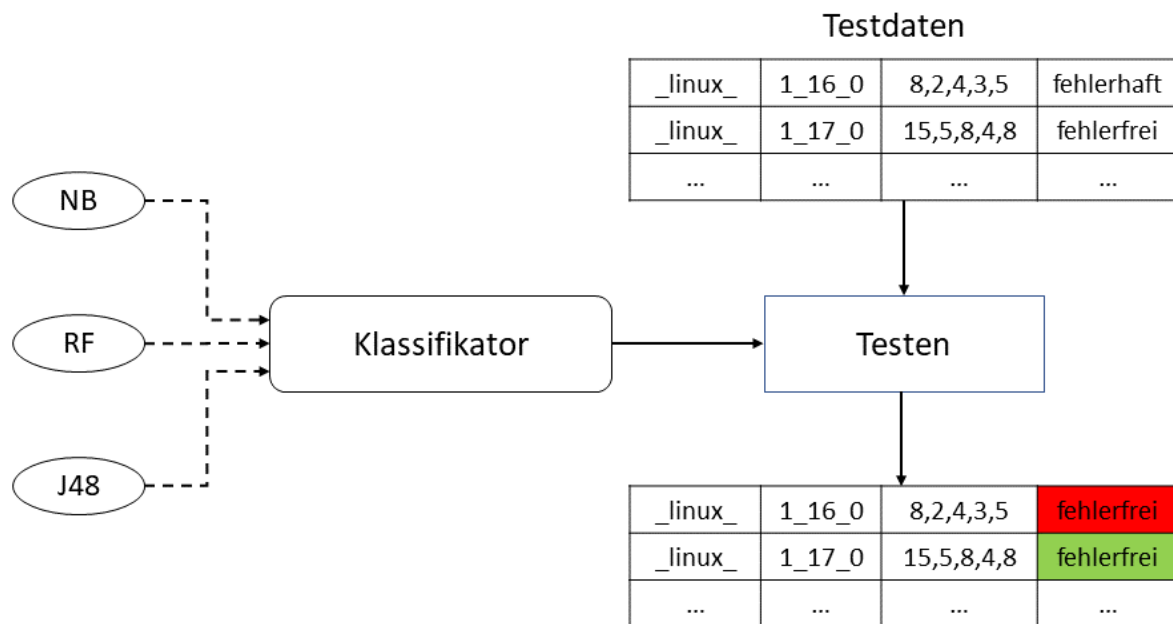 Testdaten
_linux_ 1_16_0 8,2,4,3,5 fehlerhaft
_linux_ 1_17_0 15,5,8,4,8 fehlerfrei
... ... ... ...
NB
RF
Klassifikator
Testen
J48
_linux_ 1_16_0 8,2,4,3,5 fehlerfrei
_linux_ 1_17_0 15,5,8,4,8 fehlerfrei
... ... ... ...